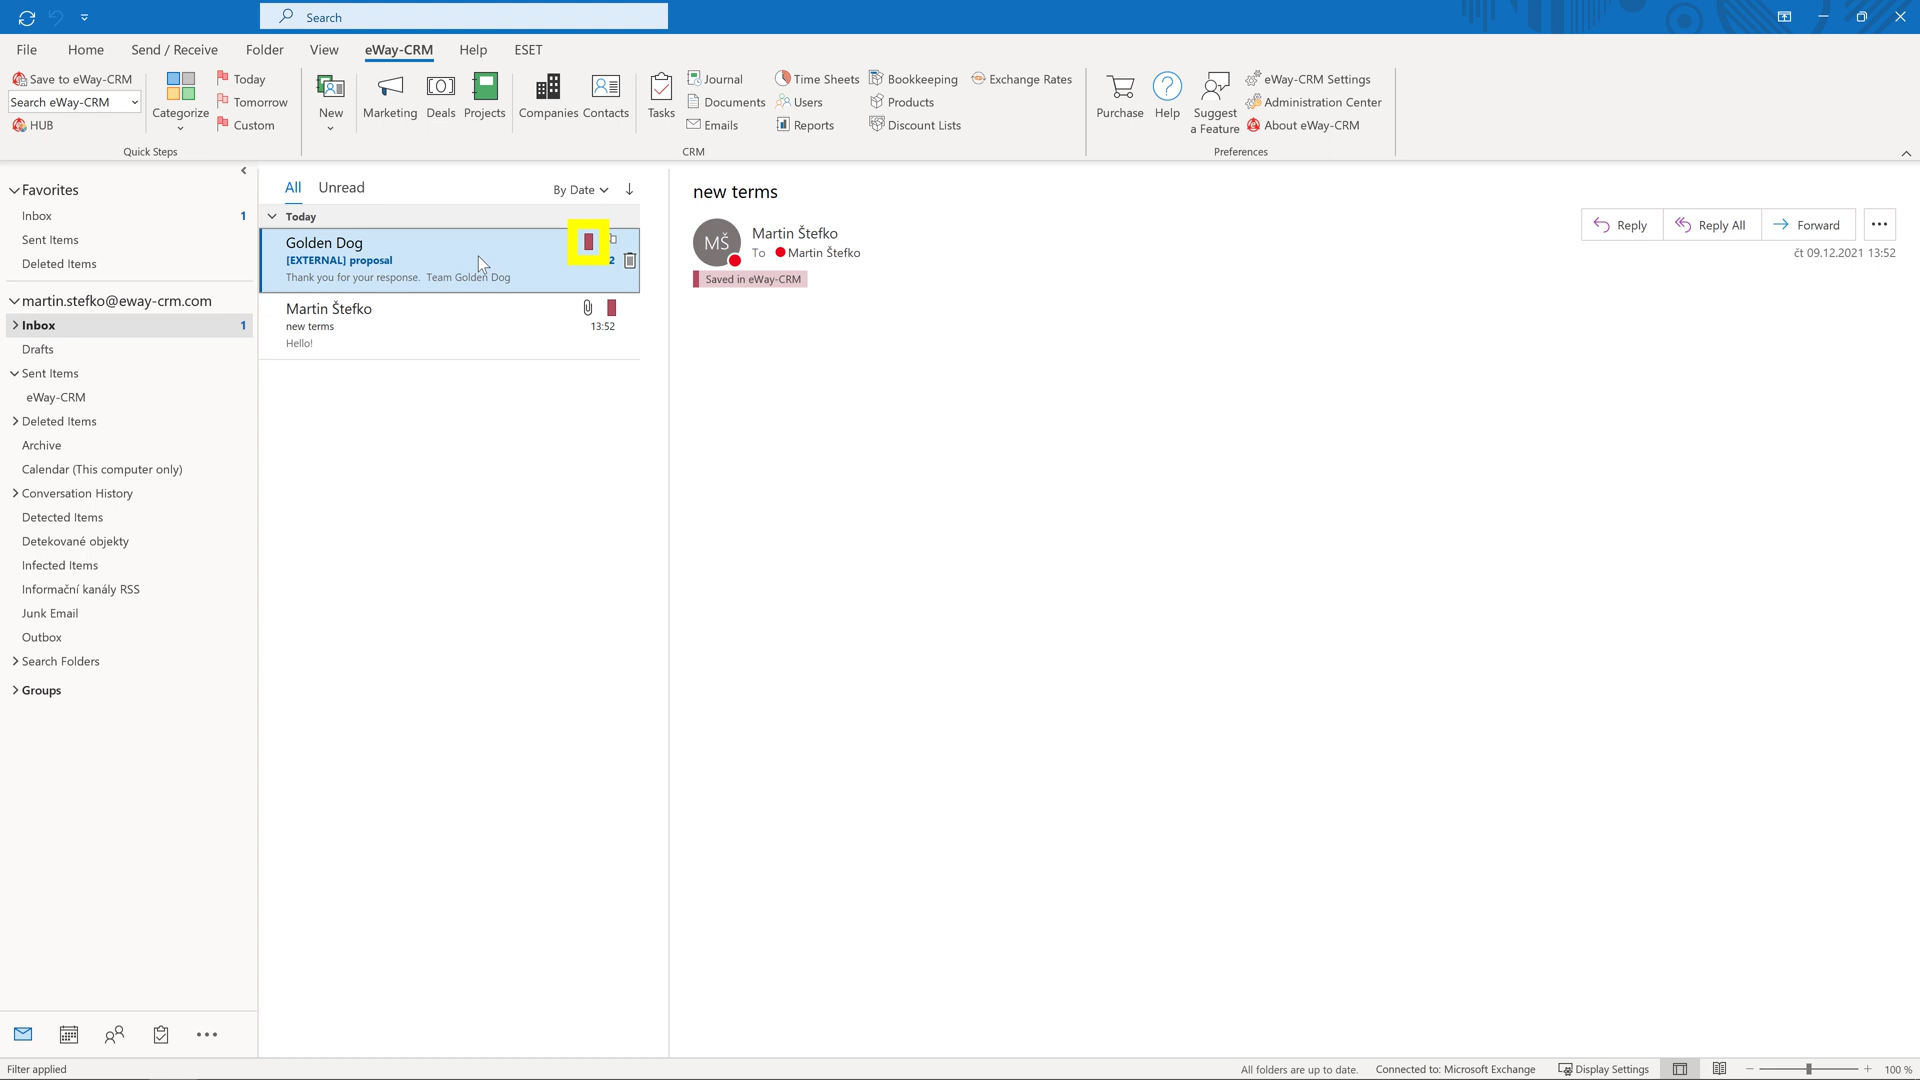 Search
File Home Send / Receive Folder View eWay-CRM Help ESET
Save to eWay-CRM
Search eWay-CRM
HUB
Categorize
Today
Tomorrow
Custom
Quick Steps
New
Marketing
Deals
Projects
Companies
Contacts
Tasks
Journal
Documents
Emails
Time Sheets
Users
Reports
Bookkeeping
Products
Discount Lists
Exchange Rates
CRM
Purchase
Help
Suggest
a Feature
eWay-CRM Settings
Administration Center
About eWay-CRM
Preferences
Favorites
Inbox 1
Sent Items
Deleted Items
martin.stefko@eway-crm.com
Inbox 1
Drafts
Sent Items
eWay-CRM
Deleted Items
Archive
Calendar (This computer only)
Conversation History
Detected Items
Detekované objekty
Infected Items
Informační kanály RSS
Junk Email
Outbox
Search Folders
Groups
All Unread By Date
Today
Golden Dog
[EXTERNAL] proposal 2
Thank you for your response. Team Golden Dog
Martin Štefko
new terms 13:52
Hello!
new terms
MŠ
Martin Štefko
To Martin Štefko
Saved in eWay-CRM
Reply Reply All Forward
čt 09.12.2021 13:52
Filter applied
All folders are up to date. Connected to: Microsoft Exchange Display Settings 100 %